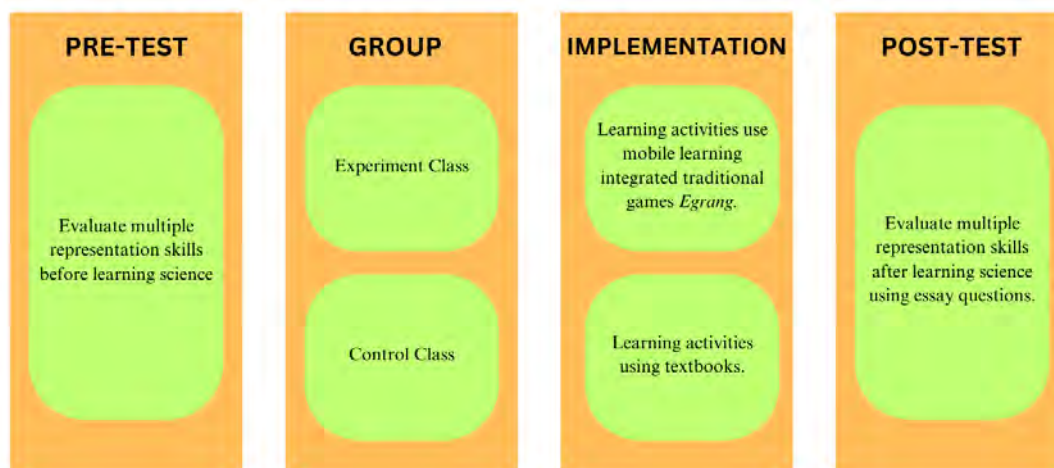 PRE-TEST
Evaluate multiple
representation skills
before learning science
GROUP
Experiment Class
Control Class
IMPLEMENTATION
Learning activities use
mobile learning
integrated traditional
games Egrang.
Learning activities
using textbooks.
POST-TEST
Evaluate multiple
representation skills
after learning science
using essay questions.